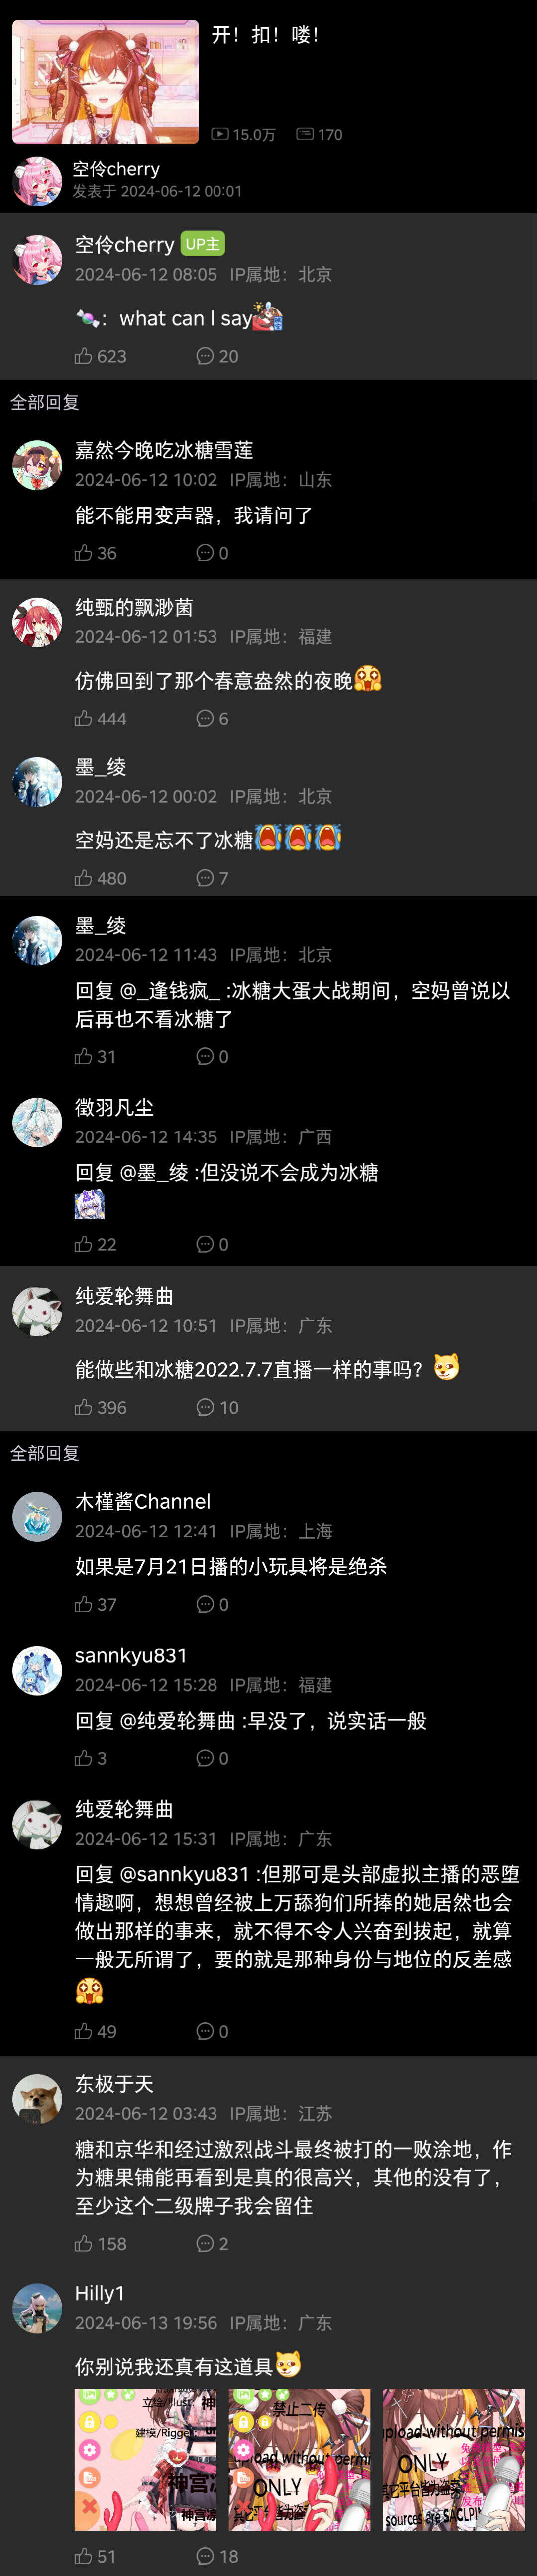 开！扣！喽！
15.0万 170
空伶cherry
发表于 2024-06-12 00:01
空伶cherry UP主
2024-06-12 08:05 IP属地：北京
：what can I say
623 20
全部回复
嘉然今晚吃冰糖雪莲
2024-06-12 10:02 IP属地：山东
能不能用变声器，我请问了
36 0
纯甄的飘渺菌
2024-06-12 01:53 IP属地：福建
仿佛回到了那个春意盎然的夜晚
444 6
墨_绫
2024-06-12 00:02 IP属地：北京
空妈还是忘不了冰糖
480 7
墨_绫
2024-06-12 11:43 IP属地：北京
回复 @_逢钱疯_ :冰糖大蛋大战期间，空妈曾说以
后再也不看冰糖了
31 0
徵羽凡尘
2024-06-12 14:35 IP属地：广西
回复 @墨_绫 :但没说不会成为冰糖
22 0
纯爱轮舞曲
2024-06-12 10:51 IP属地：广东
能做些和冰糖2022.7.7直播一样的事吗？
396 10
全部回复
木槿酱Channel
2024-06-12 12:41 IP属地：上海
如果是7月21日播的小玩具将是绝杀
37 0
sannkyu831
2024-06-12 15:28 IP属地：福建
回复 @纯爱轮舞曲 :早没了，说实话一般
3 0
纯爱轮舞曲
2024-06-12 15:31 IP属地：广东
回复 @sannkyu831 :但那可是头部虚拟主播的恶堕
情趣啊，想想曾经被上万舔狗们所捧的她居然也会
做出那样的事来，就不得不令人兴奋到拔起，就算
一般无所谓了，要的就是那种身份与地位的反差感
49 0
东极于天
2024-06-12 03:43 IP属地：江苏
糖和京华和经过激烈战斗最终被打的一败涂地，作
为糖果铺能再看到是真的很高兴，其他的没有了，
至少这个二级牌子我会留住
158 2
Hilly1
2024-06-13 19:56 IP属地：广东
你别说我还真有这道具
立绘/Illust: 神
建模/Rigger
神宫凉
神宫凉
禁止二传
ONLY
upload without permis
ONLY
sources are SACLPI
51 18